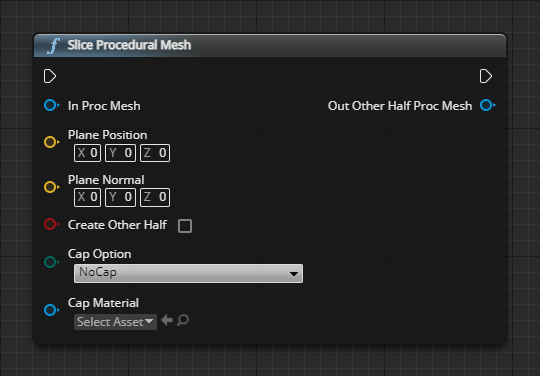 f Slice Procedural Mesh
In Proc Mesh Out Other Half Proc Mesh
Plane Position
X 0 Y 0 Z 0
Plane Normal
X 0 Y 0 Z 0
Create Other Half
Cap Option
NoCap
Cap Material
Select Asset